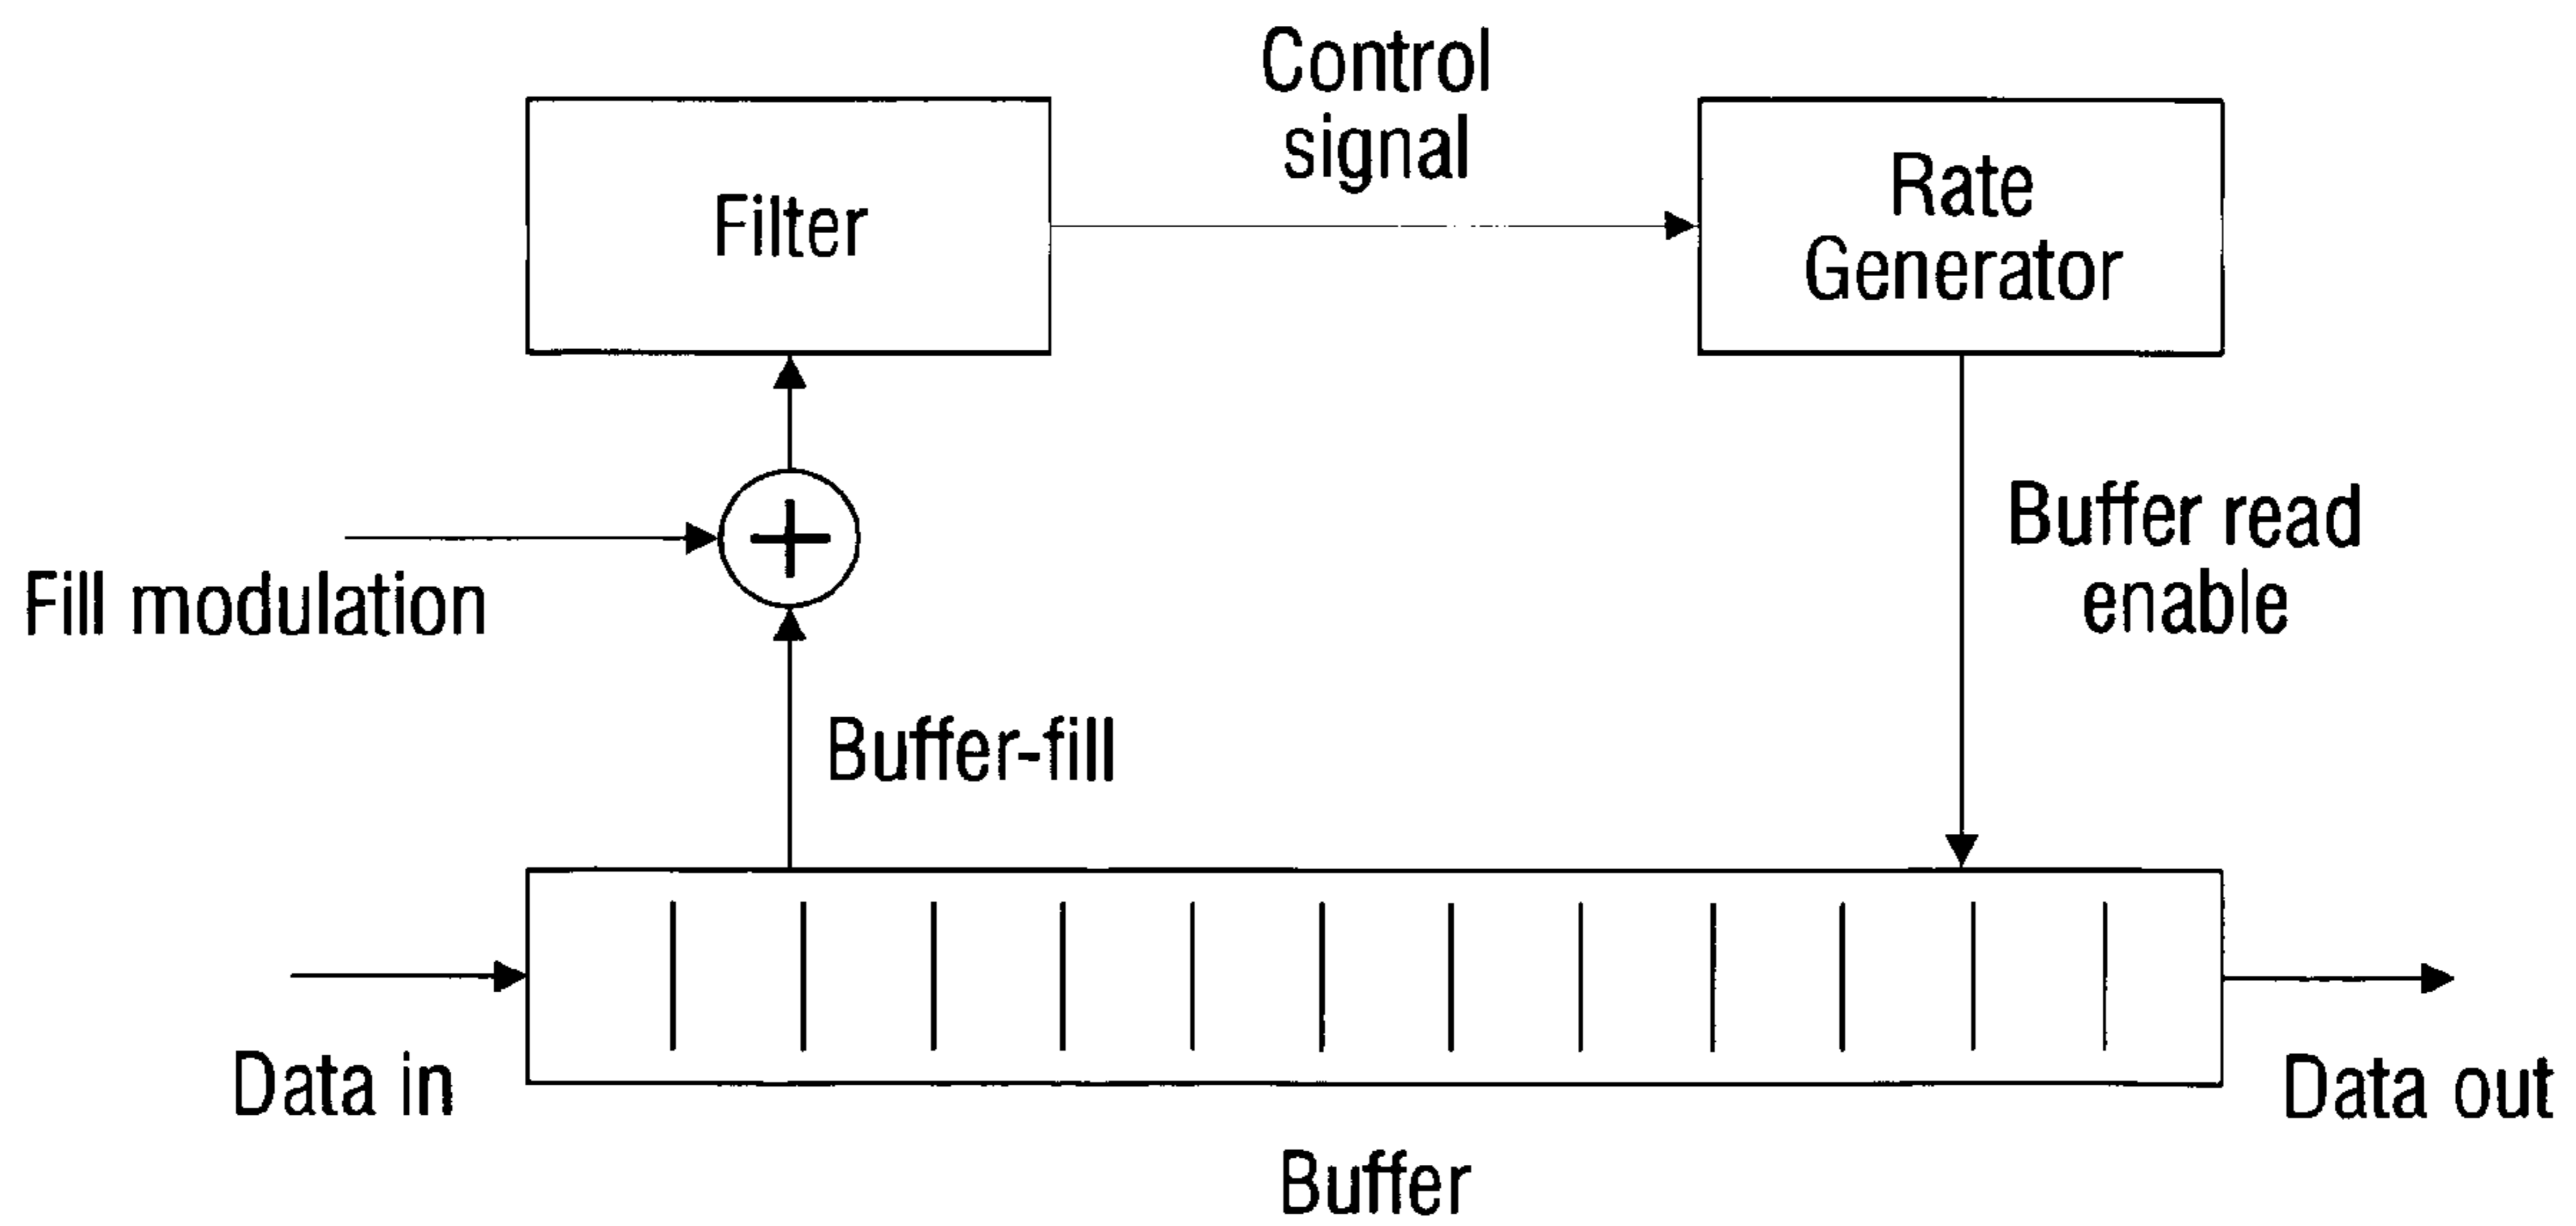 Control
signal
Filter
Rate
Generator
Fill modulation
Buffer read
enable
Buffer-fill
Data in
Data out
Buffer